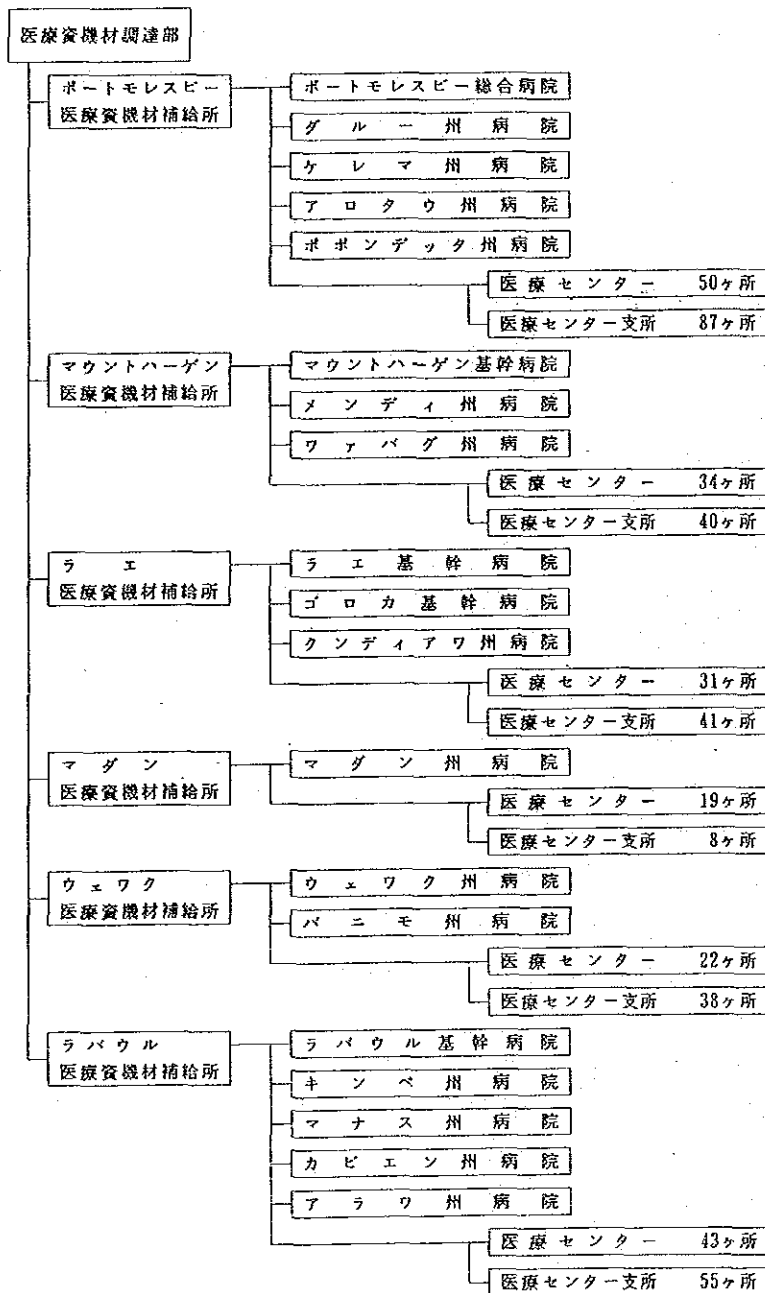 医療資機材調達部
ポートモレスビー
医療資機材補給所
ポートモレスビー総合病院
ダルー州病院
ケレマ州病院
アロタウ州病院
ポポンデッタ州病院
医療センター 50ヶ所
医療センター支所 87ヶ所
マウントハーゲン
医療資機材補給所
マウントハーゲン基幹病院
メンディ州病院
ワァバグ州病院
医療センター 34ヶ所
医療センター支所 40ヶ所
ラエ
医療資機材補給所
ラエ基幹病院
ゴロカ基幹病院
クンディアワ州病院
医療センター 31ヶ所
医療センター支所 41ヶ所
マダン
医療資機材補給所
マダン州病院
医療センター 19ヶ所
医療センター支所 8ヶ所
ウェワク
医療資機材補給所
ウェワク州病院
バニモ州病院
医療センター 22ヶ所
医療センター支所 38ヶ所
ラバウル
医療資機材補給所
ラバウル基幹病院
キンベ州病院
マナス州病院
カビエン州病院
アラワ州病院
医療センター 43ヶ所
医療センター支所 55ヶ所